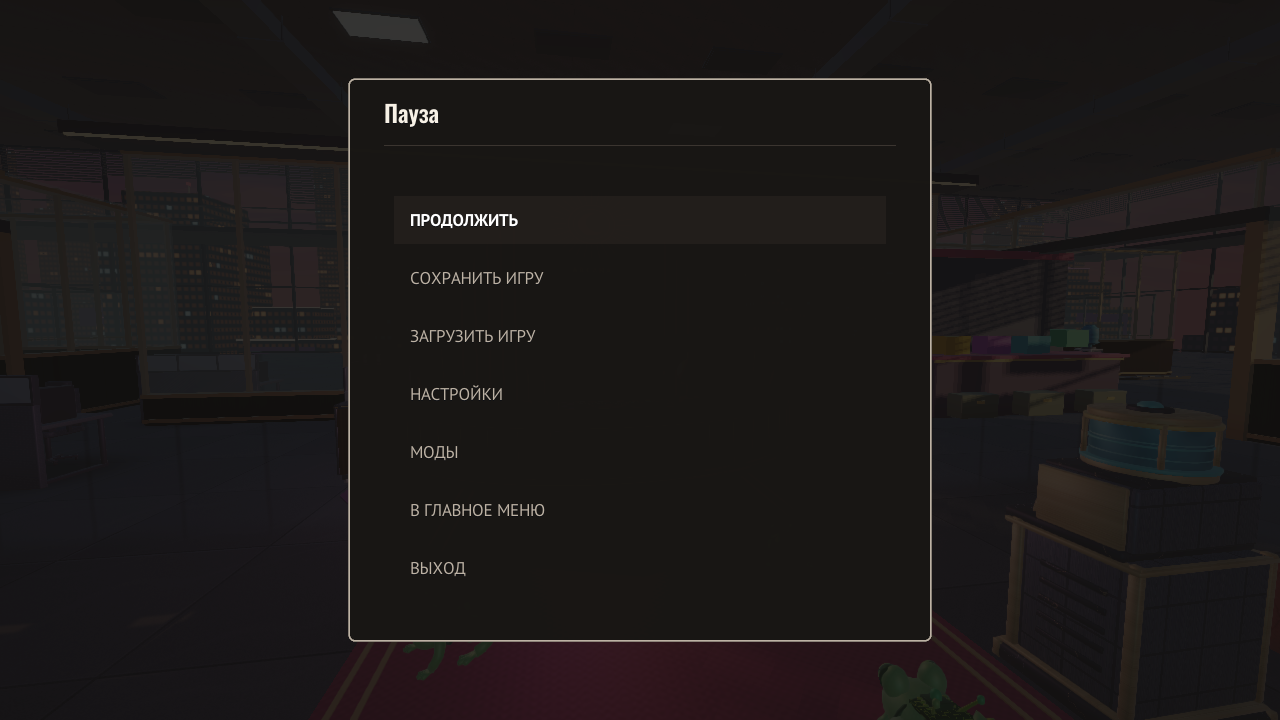 Пауза
ПРОДОЛЖИТЬ
СОХРАНИТЬ ИГРУ
ЗАГРУЗИТЬ ИГРУ
НАСТРОЙКИ
МОДЫ
В ГЛАВНОЕ МЕНЮ
ВЫХОД